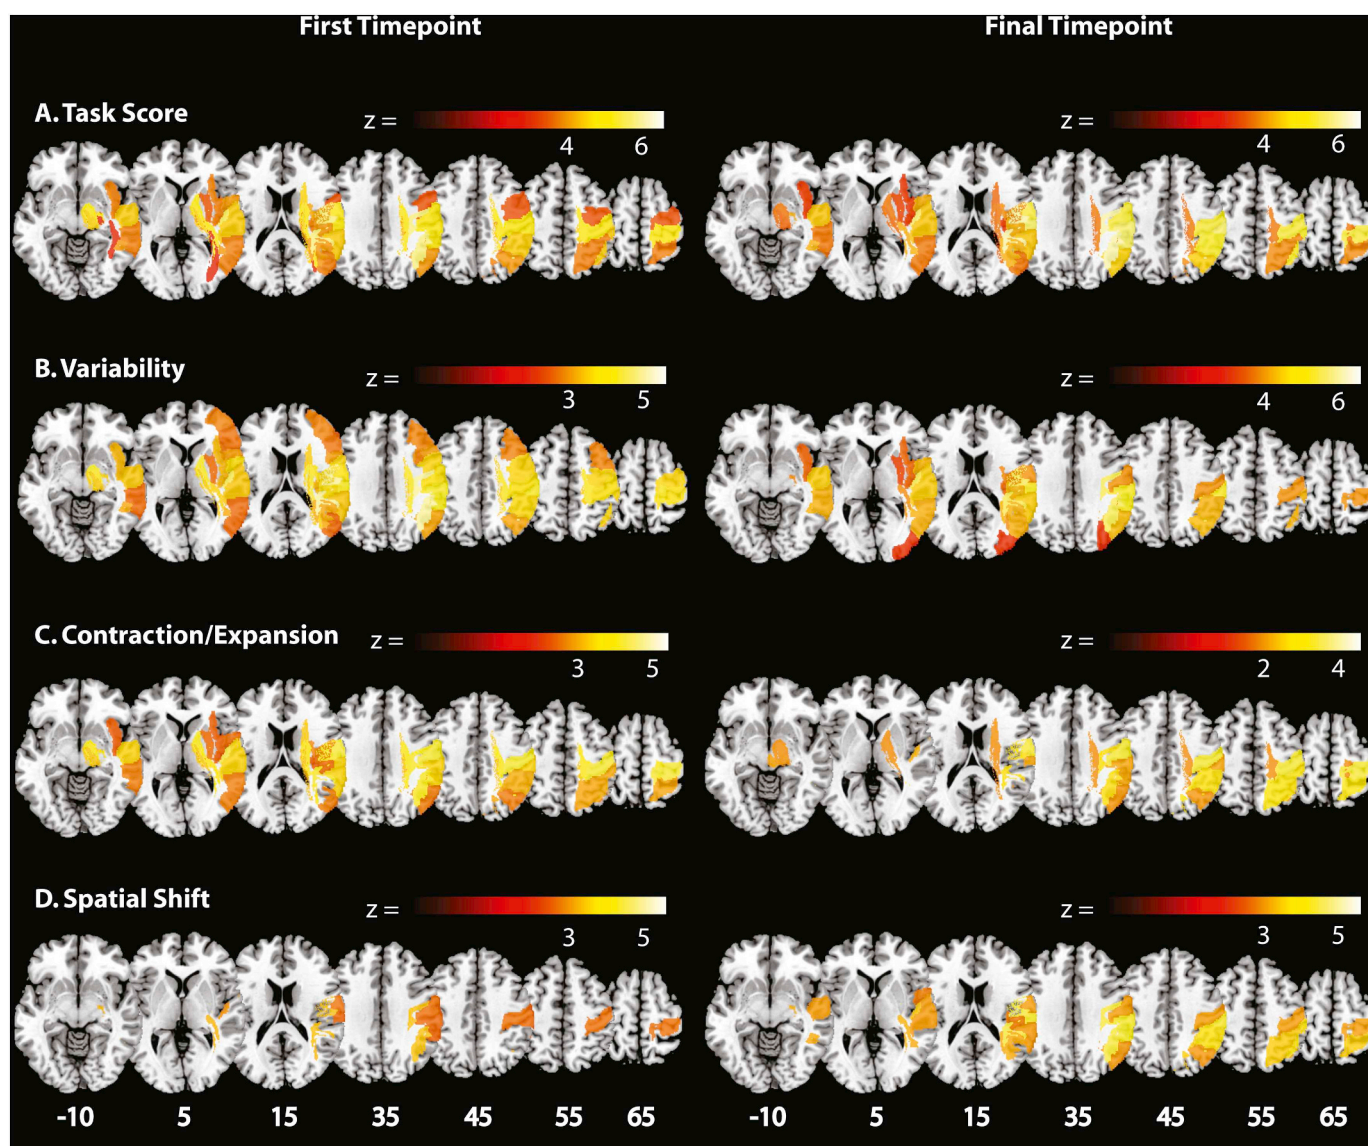 First Timepoint Final Timepoint
A. Task Score
z = 4 6 z = 4 6
B. Variability
z = 3 5 z = 4 6
C. Contraction/Expansion
z = 3 5 z = 2 4
D. Spatial Shift
z = 3 5 z = 3 5
-10 5 15 35 45 55 65 -10 5 15 35 45 55 65